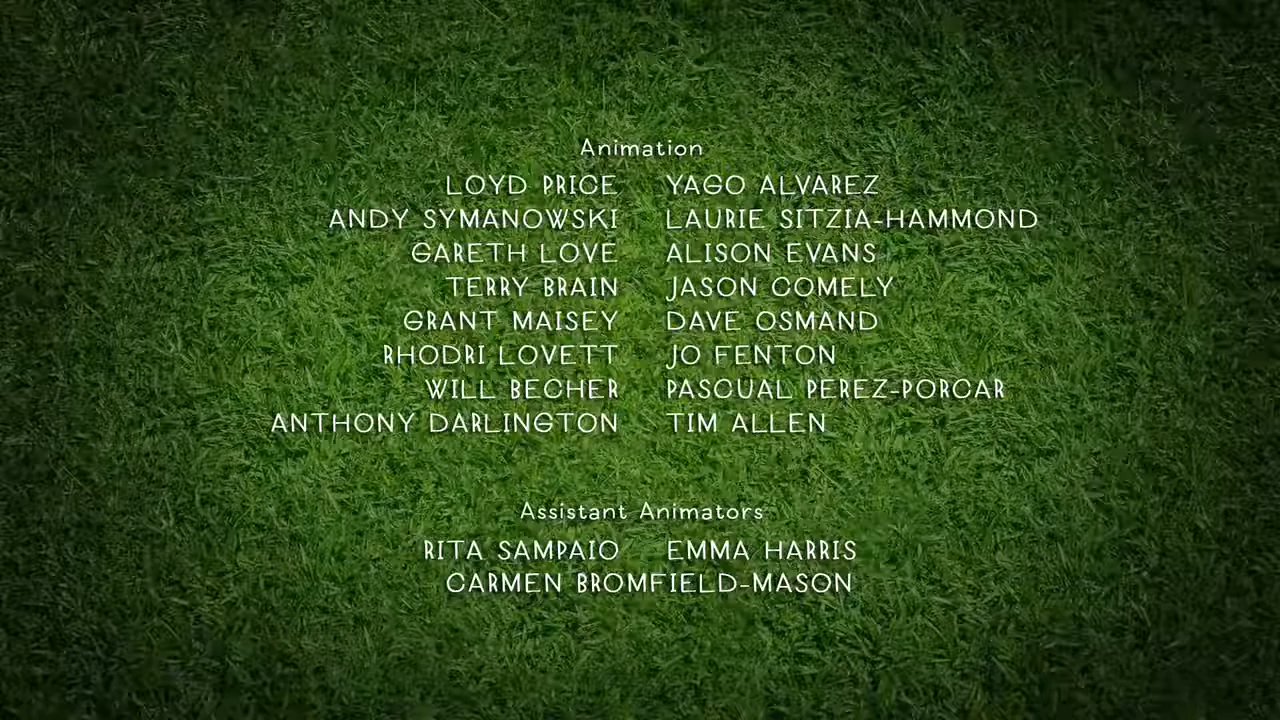 Animation
LOYD PRICE YAGO ALVAREZ
ANDY SYMANOWSKI LAURIE SITZIA-HAMMOND
GARETH LOVE ALISON EVANS
TERRY BRAIN JASON COMELY
GRANT MAISEY DAVE OSMAND
RHODRI LOVETT JO FENTON
WILL BECHER PASCUAL PEREZ-PORCAR
ANTHONY DARLINGTON TIM ALLEN
Assistant Animators
RITA SAMPAIO EMMA HARRIS
CARMEN BROMFIELD-MASON